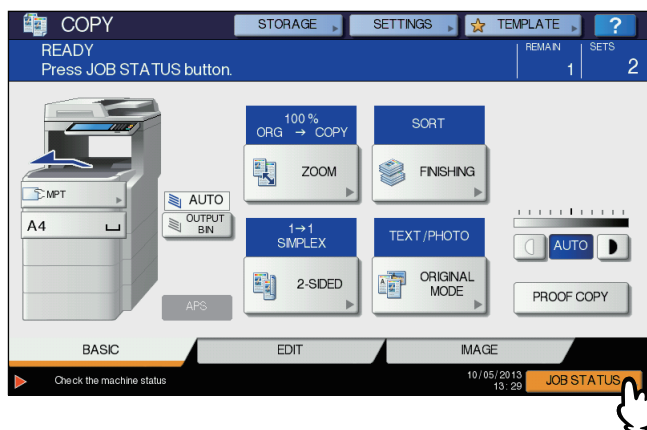 COPY
STORAGE
SETTINGS
TEMPLATE
?
READY
Press JOB STATUS button.
REMAIN
1
SETS
2
100 %
ORG → COPY
ZOOM
SORT
FINISHING
MPT
A4
AUTO
OUTPUT
BIN
APS
1→1
SIMPLEX
2-SIDED
TEXT/PHOTO
ORIGINAL
MODE
AUTO
PROOF COPY
BASIC
EDIT
IMAGE
Check the machine status
10/05/2013
13:29
JOB STATUS